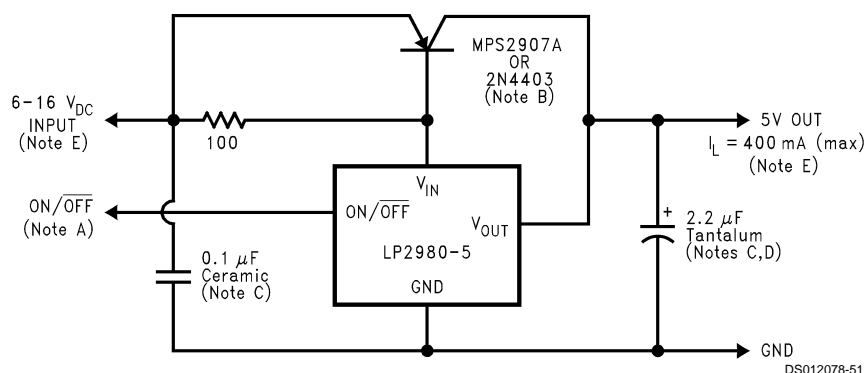 MPS2907A
OR
2N4403
(Note B)
6-16 V_DC
INPUT
(Note E)
100
5V OUT
I_L = 400 mA (max)
(Note E)
V_IN
ON/O̅F̅F̅
(Note A)
ON/O̅F̅F̅
V_OUT
LP2980-5
GND
0.1 μF
Ceramic
(Note C)
+
2.2 μF
Tantalum
(Notes C,D)
GND
DS012078-51